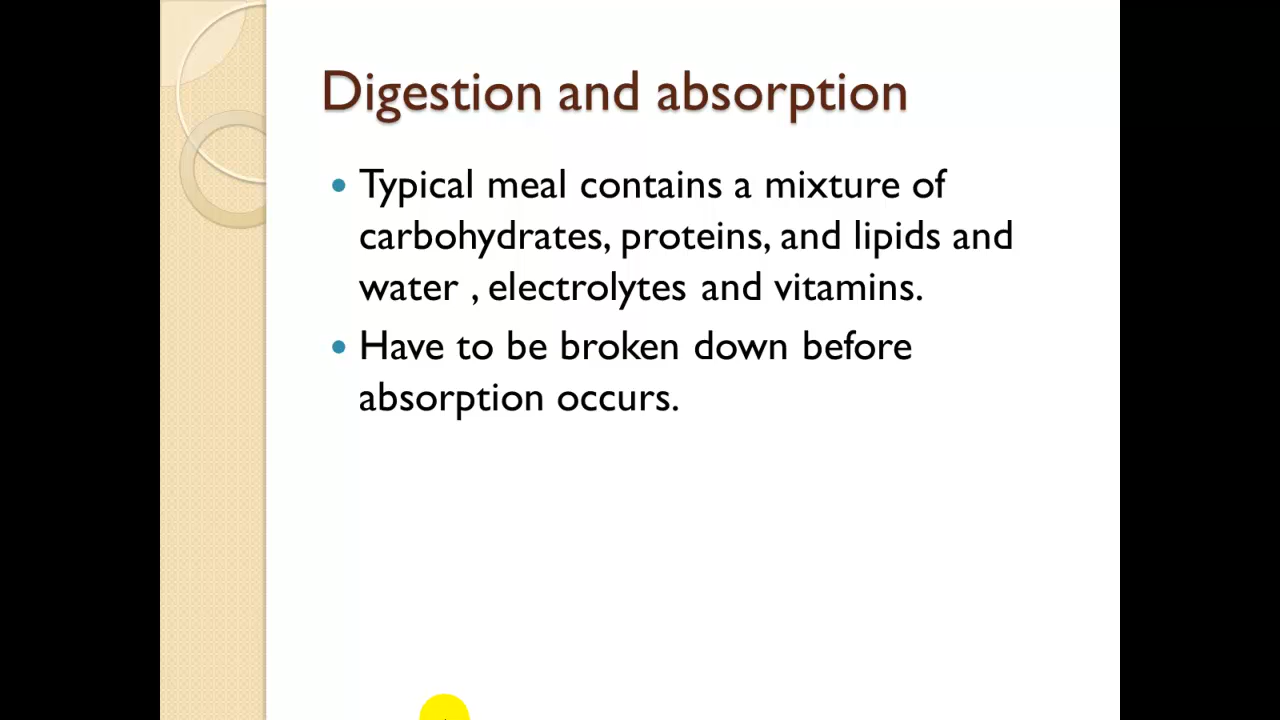 Digestion and absorption
• Typical meal contains a mixture of
carbohydrates, proteins, and lipids and
water , electrolytes and vitamins.
• Have to be broken down before
absorption occurs.